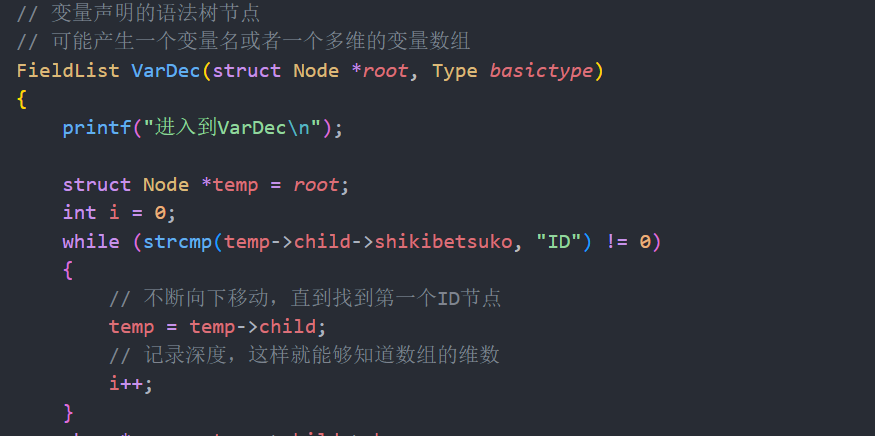 // 变量声明的语法树节点
// 可能产生一个变量名或者一个多维的变量数组
FieldList VarDec(struct Node *root, Type basictype)
{
    printf("进入到VarDec\n");
    struct Node *temp = root;
    int i = 0;
    while (strcmp(temp->child->shikibetsuko, "ID") != 0)
    {
        // 不断向下移动，直到找到第一个ID节点
        temp = temp->child;
        // 记录深度，这样就能够知道数组的维数
        i++;
    }